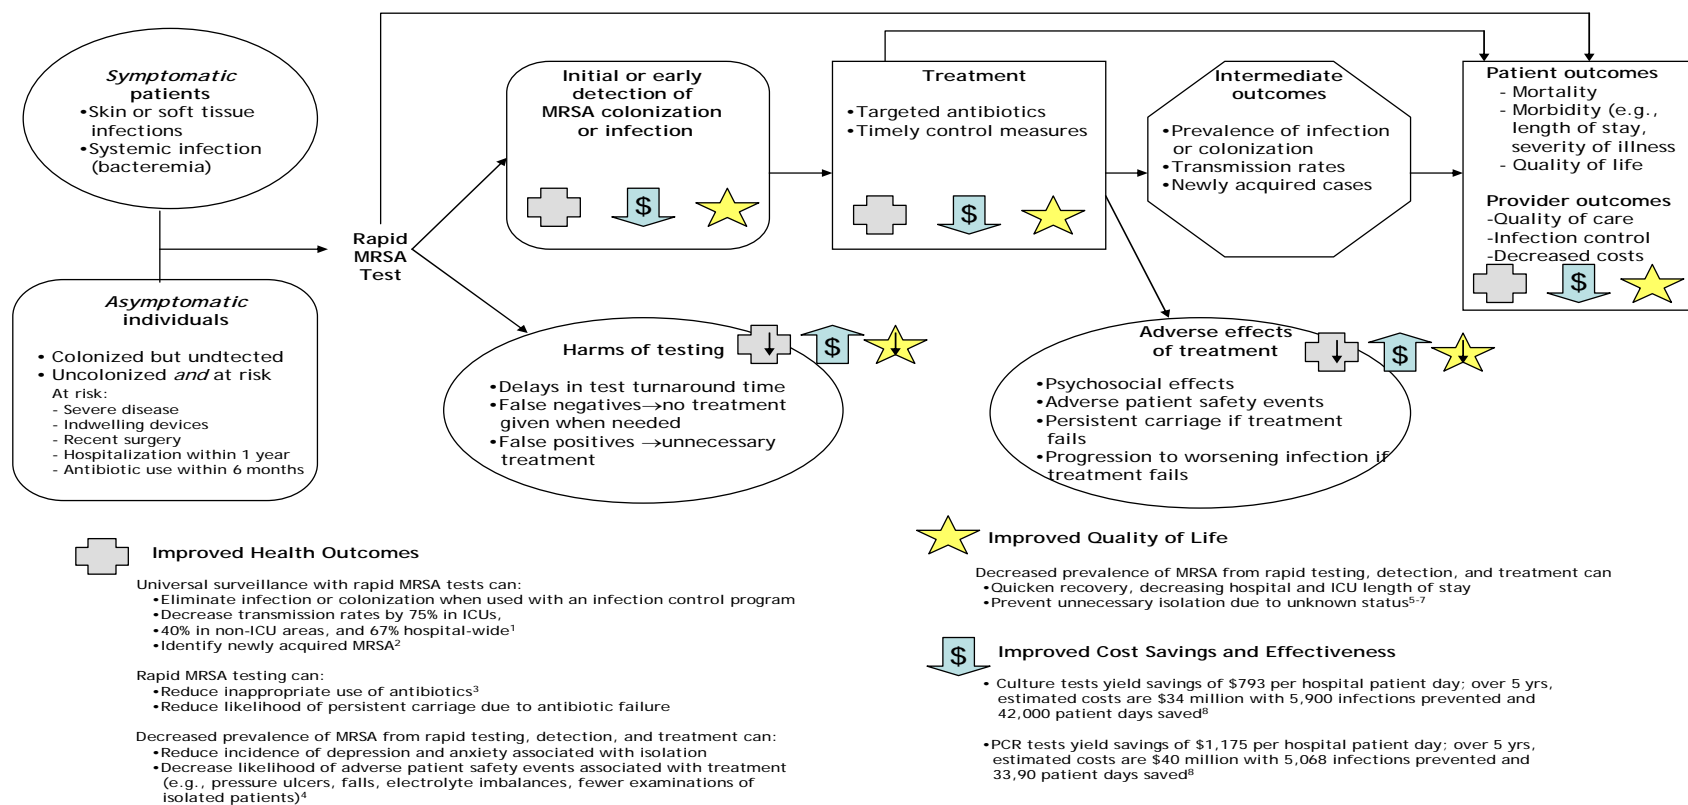 Symptomatic
patients
•Skin or soft tissue
infections
•Systemic infection
(bacteremia)
Asymptomatic
individuals
• Colonized but undtected
• Uncolonized and at risk
At risk:
- Severe disease
- Indwelling devices
- Recent surgery
- Hospitalization within 1 year
- Antibiotic use within 6 months
Rapid
MRSA
Test
Initial or early
detection of
MRSA colonization
or infection
$
Harms of testing
$
•Delays in test turnaround time
•False negatives→no treatment
given when needed
•False positives →unnecessary
treatment
Treatment
•Targeted antibiotics
•Timely control measures
$
Intermediate
outcomes
•Prevalence of infection
or colonization
•Transmission rates
•Newly acquired cases
Adverse effects
of treatment
$
•Psychosocial effects
•Adverse patient safety events
•Persistent carriage if treatment
fails
•Progression to worsening infection if
treatment fails
Patient outcomes
- Mortality
- Morbidity (e.g.,
length of stay,
severity of illness
- Quality of life
Provider outcomes
-Quality of care
-Infection control
-Decreased costs
$
Improved Health Outcomes
Universal surveillance with rapid MRSA tests can:
•Eliminate infection or colonization when used with an infection control program
•Decrease transmission rates by 75% in ICUs,
•40% in non-ICU areas, and 67% hospital-wide¹
•Identify newly acquired MRSA²
Rapid MRSA testing can:
•Reduce inappropriate use of antibiotics³
•Reduce likelihood of persistent carriage due to antibiotic failure
Decreased prevalence of MRSA from rapid testing, detection, and treatment can:
•Reduce incidence of depression and anxiety associated with isolation
•Decrease likelihood of adverse patient safety events associated with treatment
(e.g., pressure ulcers, falls, electrolyte imbalances, fewer examinations of
isolated patients)⁴
Improved Quality of Life
Decreased prevalence of MRSA from rapid testing, detection, and treatment can
•Quicken recovery, decreasing hospital and ICU length of stay
•Prevent unnecessary isolation due to unknown status⁵⁻⁷
$
Improved Cost Savings and Effectiveness
• Culture tests yield savings of $793 per hospital patient day; over 5 yrs,
estimated costs are $34 million with 5,900 infections prevented and
42,000 patient days saved⁸
•PCR tests yield savings of $1,175 per hospital patient day; over 5 yrs,
estimated costs are $40 million with 5,068 infections prevented and
33,90 patient days saved⁸